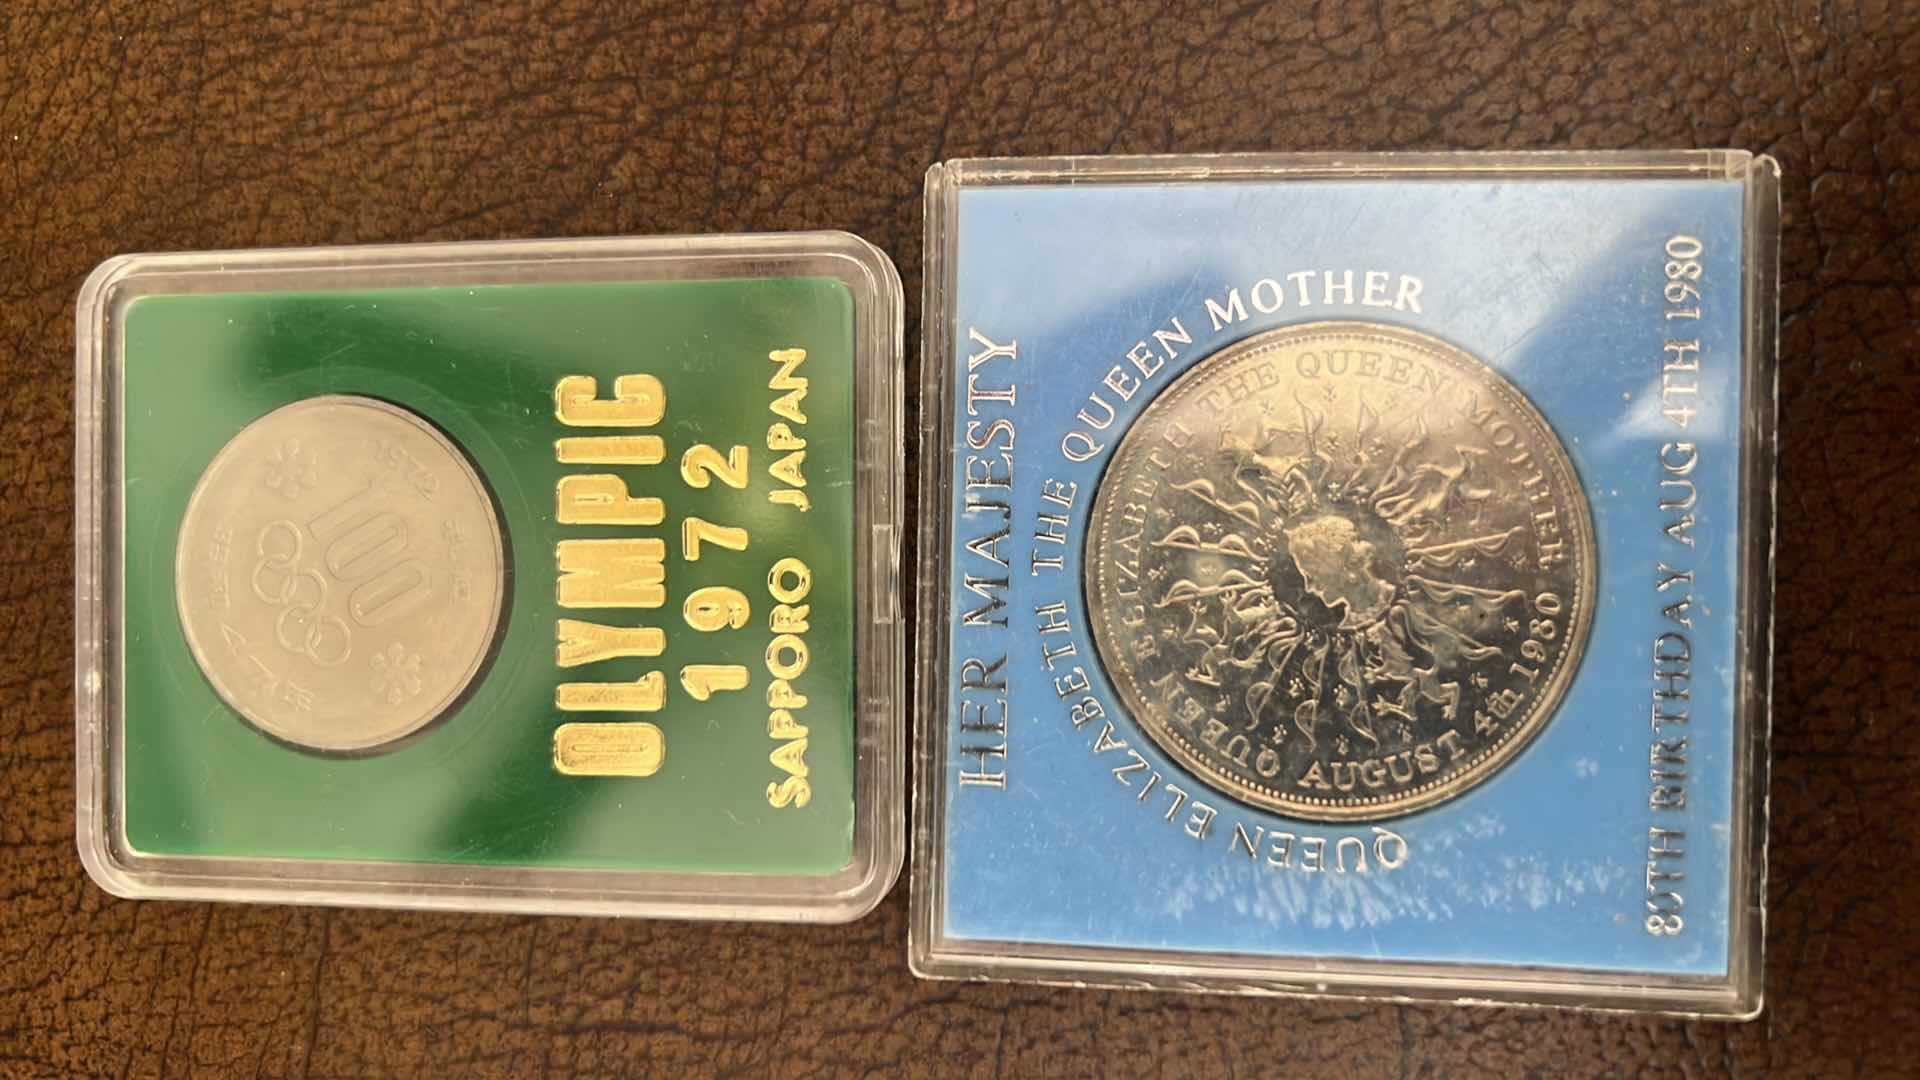 100
1972
OLYMPIC
1972
SAPPORO JAPAN
HER MAJESTY
QUEEN ELIZABETH THE QUEEN MOTHER
QUEEN ELIZABETH THE QUEEN MOTHER
AUGUST 4th 1980
80TH BIRTHDAY AUG 4TH 1980